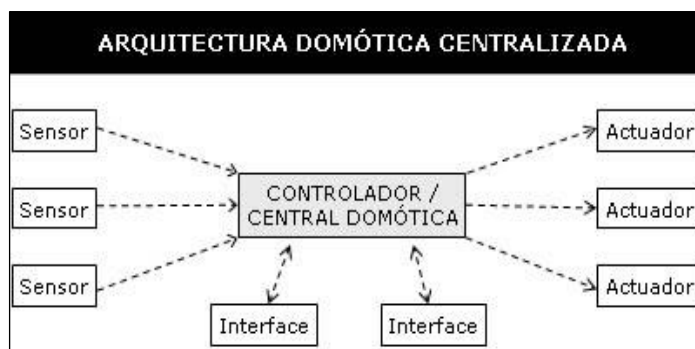 ARQUITECTURA DOMÓTICA CENTRALIZADA
Sensor
Actuador
CONTROLADOR /
CENTRAL DOMÓTICA
Sensor
Actuador
Sensor
Actuador
Interface
Interface